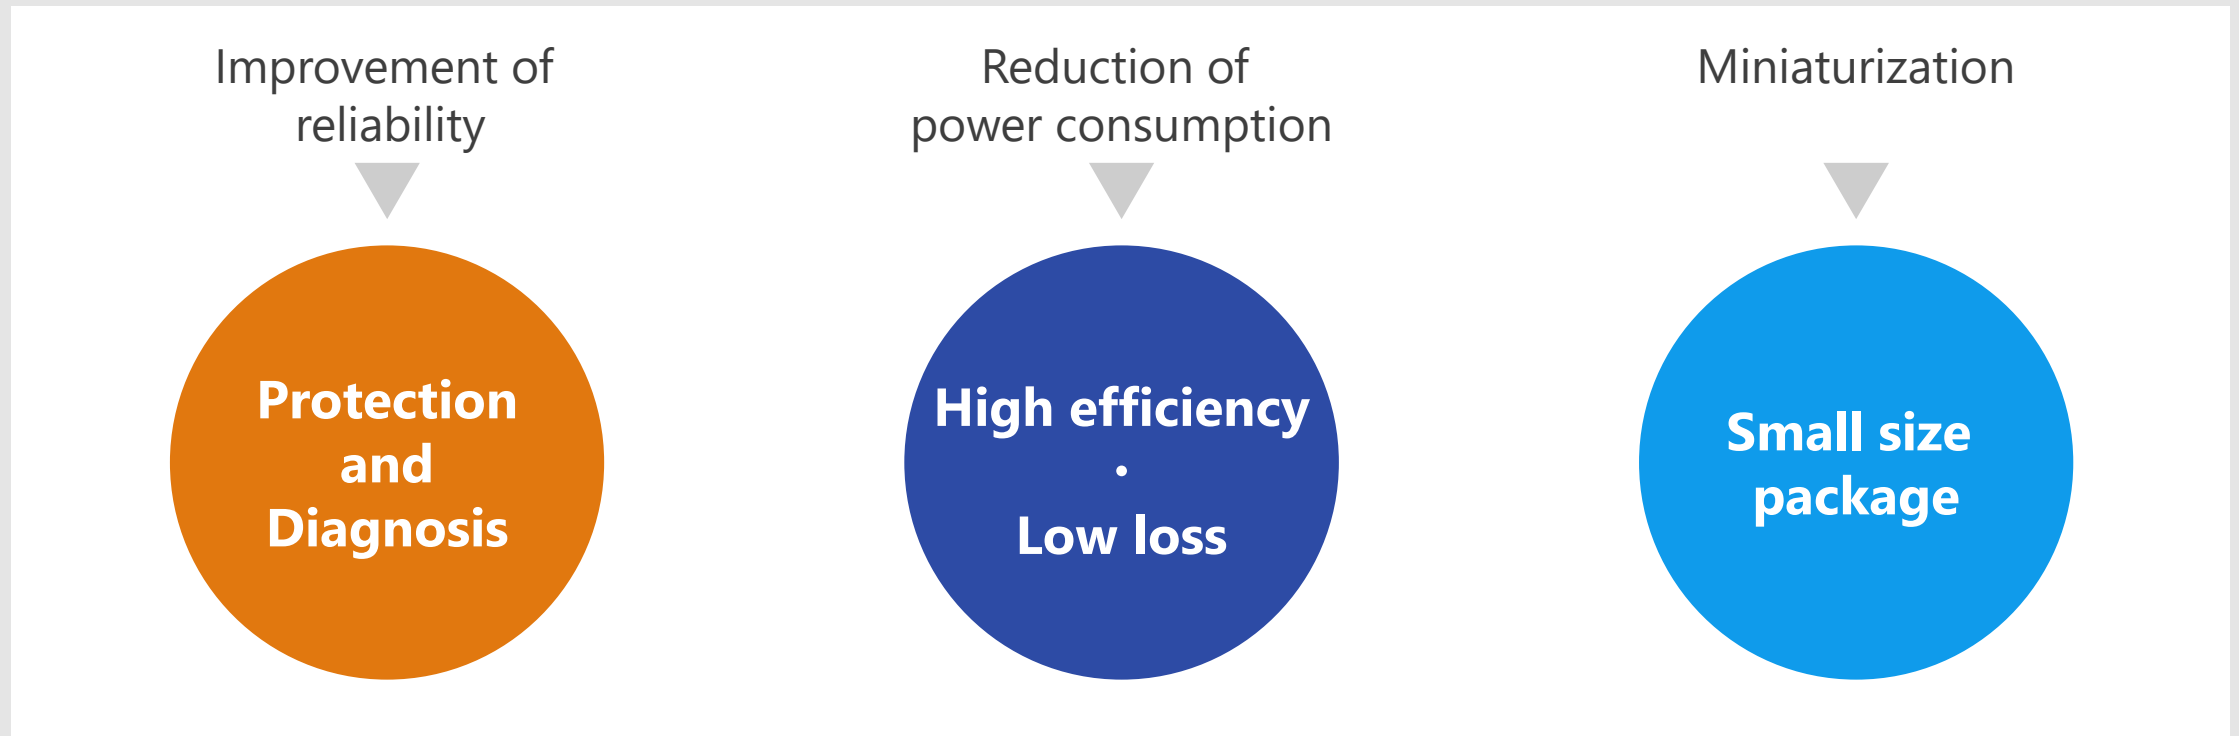 Improvement of
reliability
Reduction of
power consumption
Miniaturization
Protection
and
Diagnosis
High efficiency
・
Low loss
Small size
package